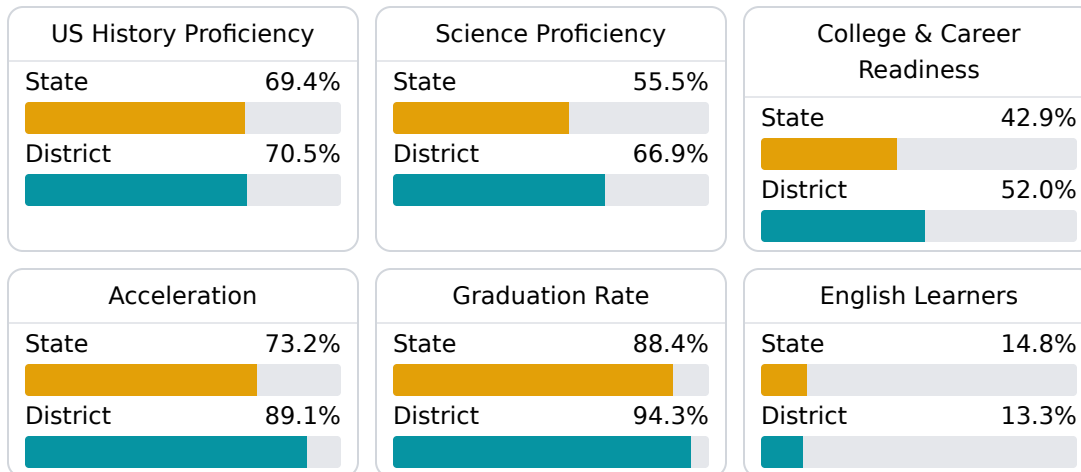 US History Proficiency
State 69.4%
District 70.5%
Science Proficiency
State 55.5%
District 66.9%
College & Career
Readiness
State 42.9%
District 52.0%
Acceleration
State 73.2%
District 89.1%
Graduation Rate
State 88.4%
District 94.3%
English Learners
State 14.8%
District 13.3%